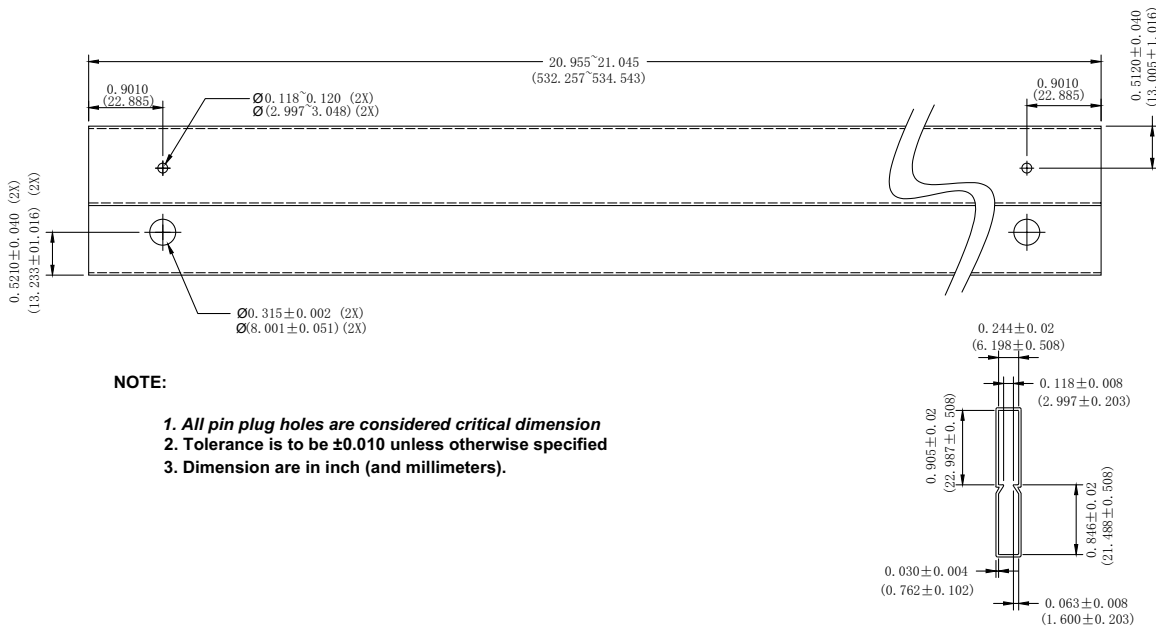 20.955~21.045
(532.257~534.543)
0.9010
(22.885)
Ø0.118~0.120 (2X)
Ø(2.997~3.048)(2X)
0.9010
(22.885)
0.5120±0.040
(13.005±1.016)
0.5210±0.040 (2X)
(13.233±01.016) (2X)
Ø0.315±0.002 (2X)
Ø(8.001±0.051)(2X)
NOTE:
1. All pin plug holes are considered critical dimension
2. Tolerance is to be ±0.010 unless otherwise specified
3. Dimension are in inch (and millimeters).
0.244±0.02
(6.198±0.508)
0.118±0.008
(2.997±0.203)
0.905±0.02
(22.987±0.508)
0.846±0.02
(21.488±0.508)
0.030±0.004
(0.762±0.102)
0.063±0.008
(1.600±0.203)